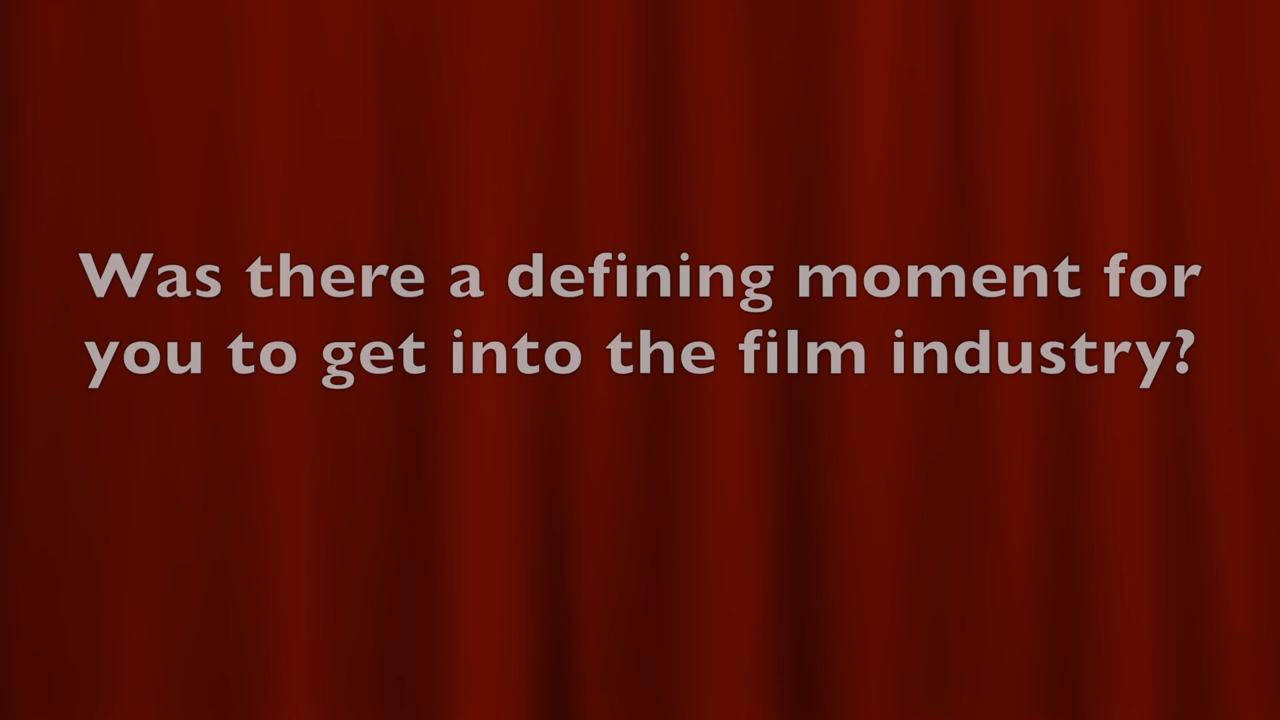 Was there a defining moment for
you to get into the film industry?